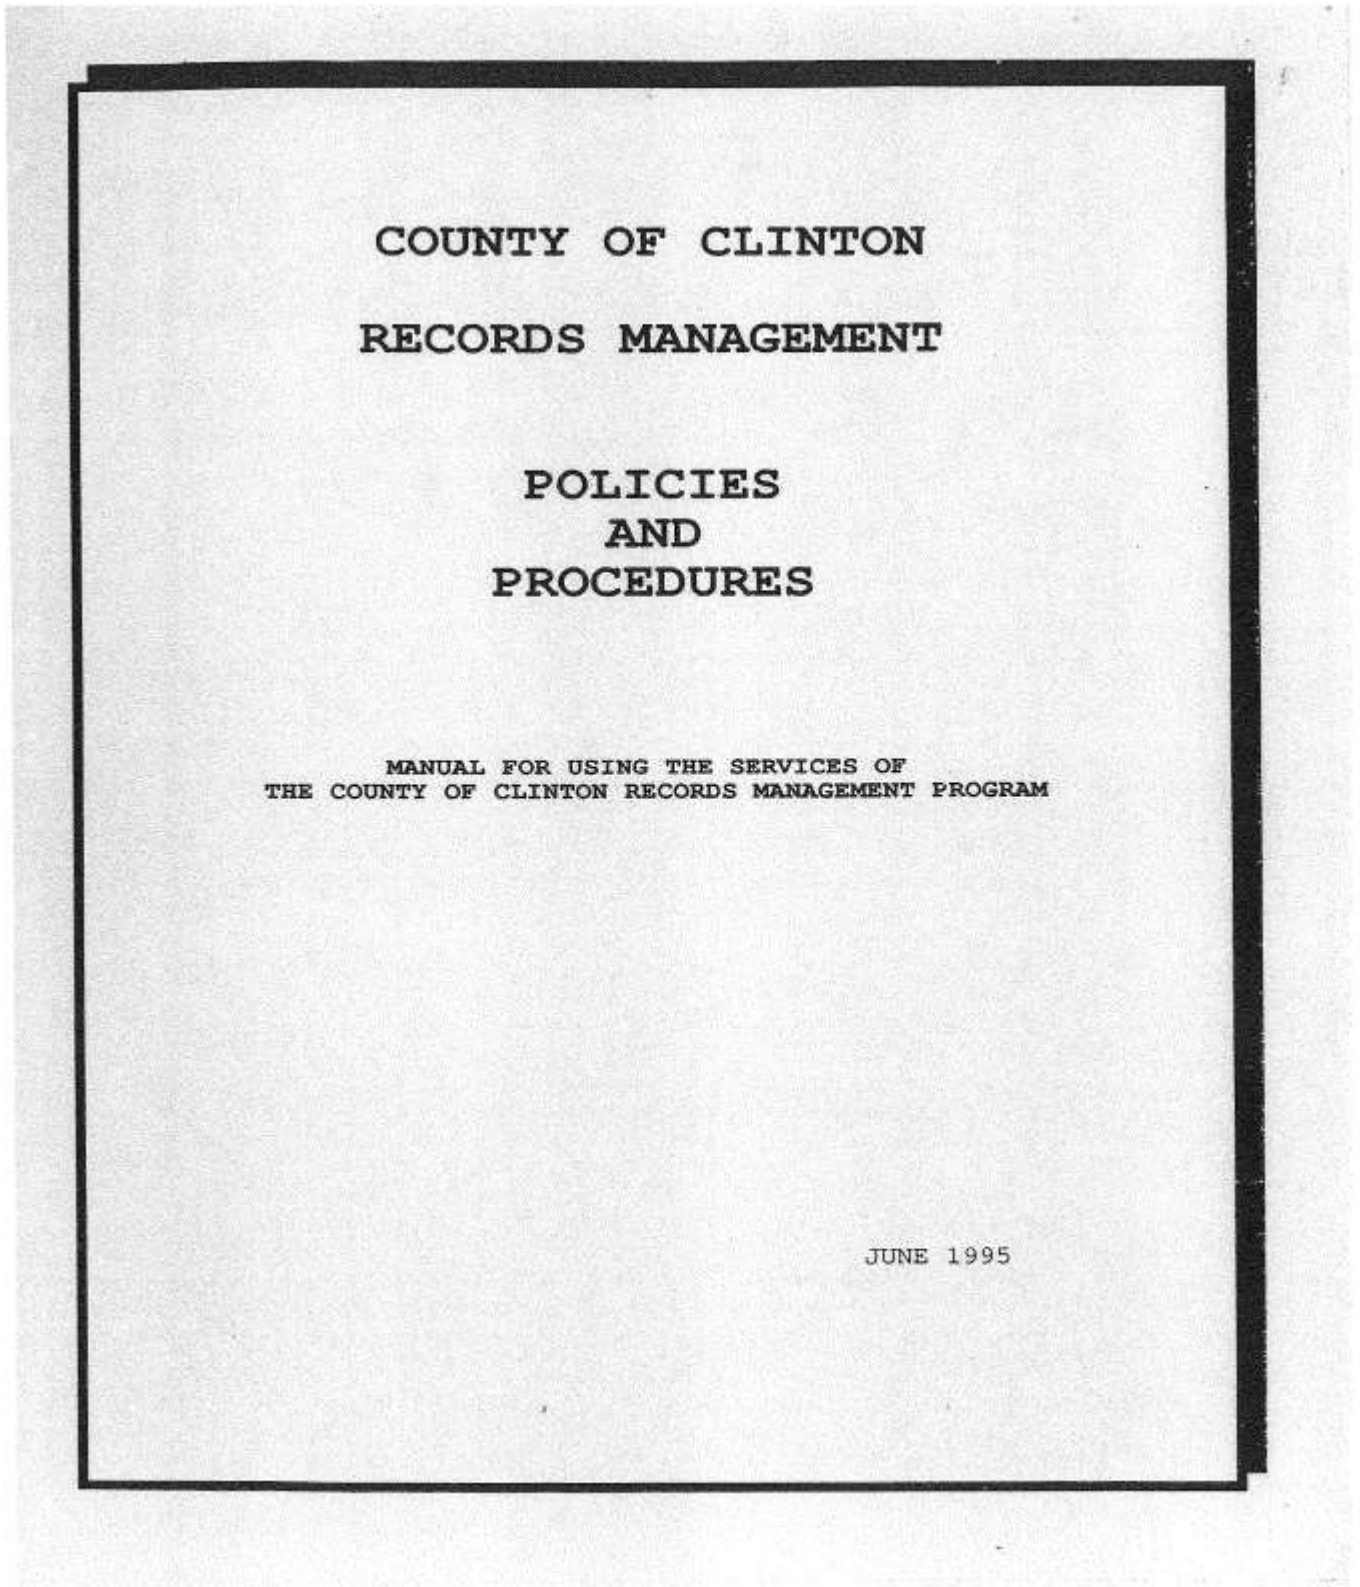 COUNTY OF CLINTON
RECORDS MANAGEMENT
POLICIES
AND
PROCEDURES
MANUAL FOR USING THE SERVICES OF
THE COUNTY OF CLINTON RECORDS MANAGEMENT PROGRAM
JUNE 1995